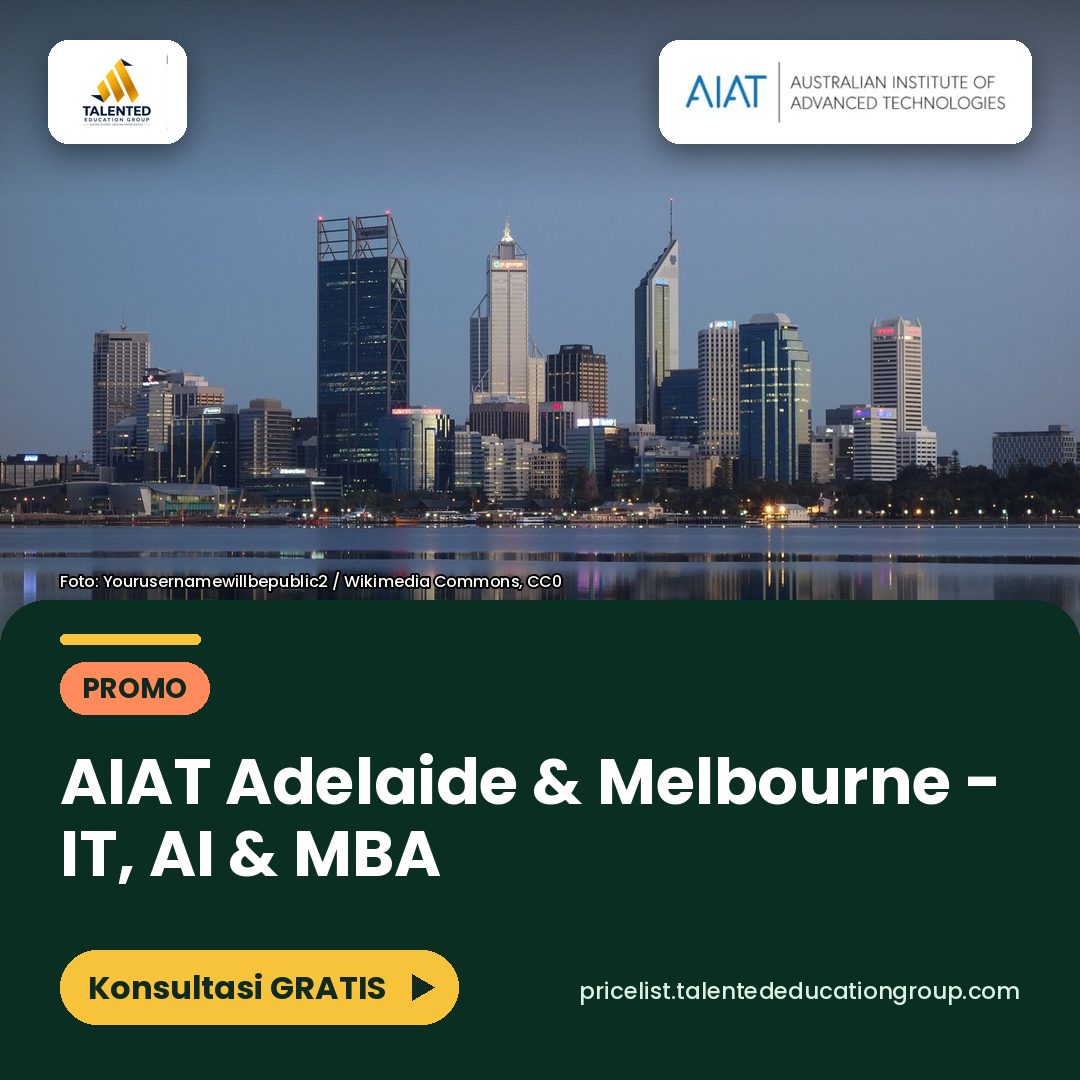 TALENTED
EDUCATION GROUP
AIAT
AUSTRALIAN INSTITUTE OF
ADVANCED TECHNOLOGIES
Foto: Yourusernamewillbepublic2 / Wikimedia Commons, CC0
PROMO
AIAT Adelaide & Melbourne -
IT, AI & MBA
Konsultasi GRATIS
pricelist.talentededucationgroup.com